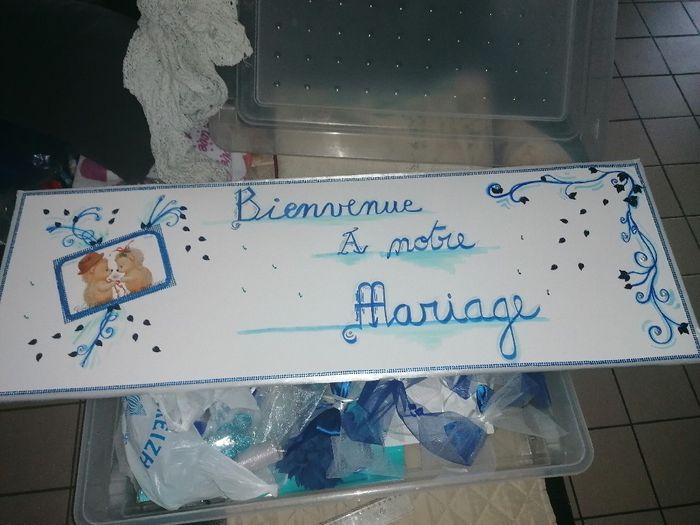 Bienvenue
A notre
Mariage